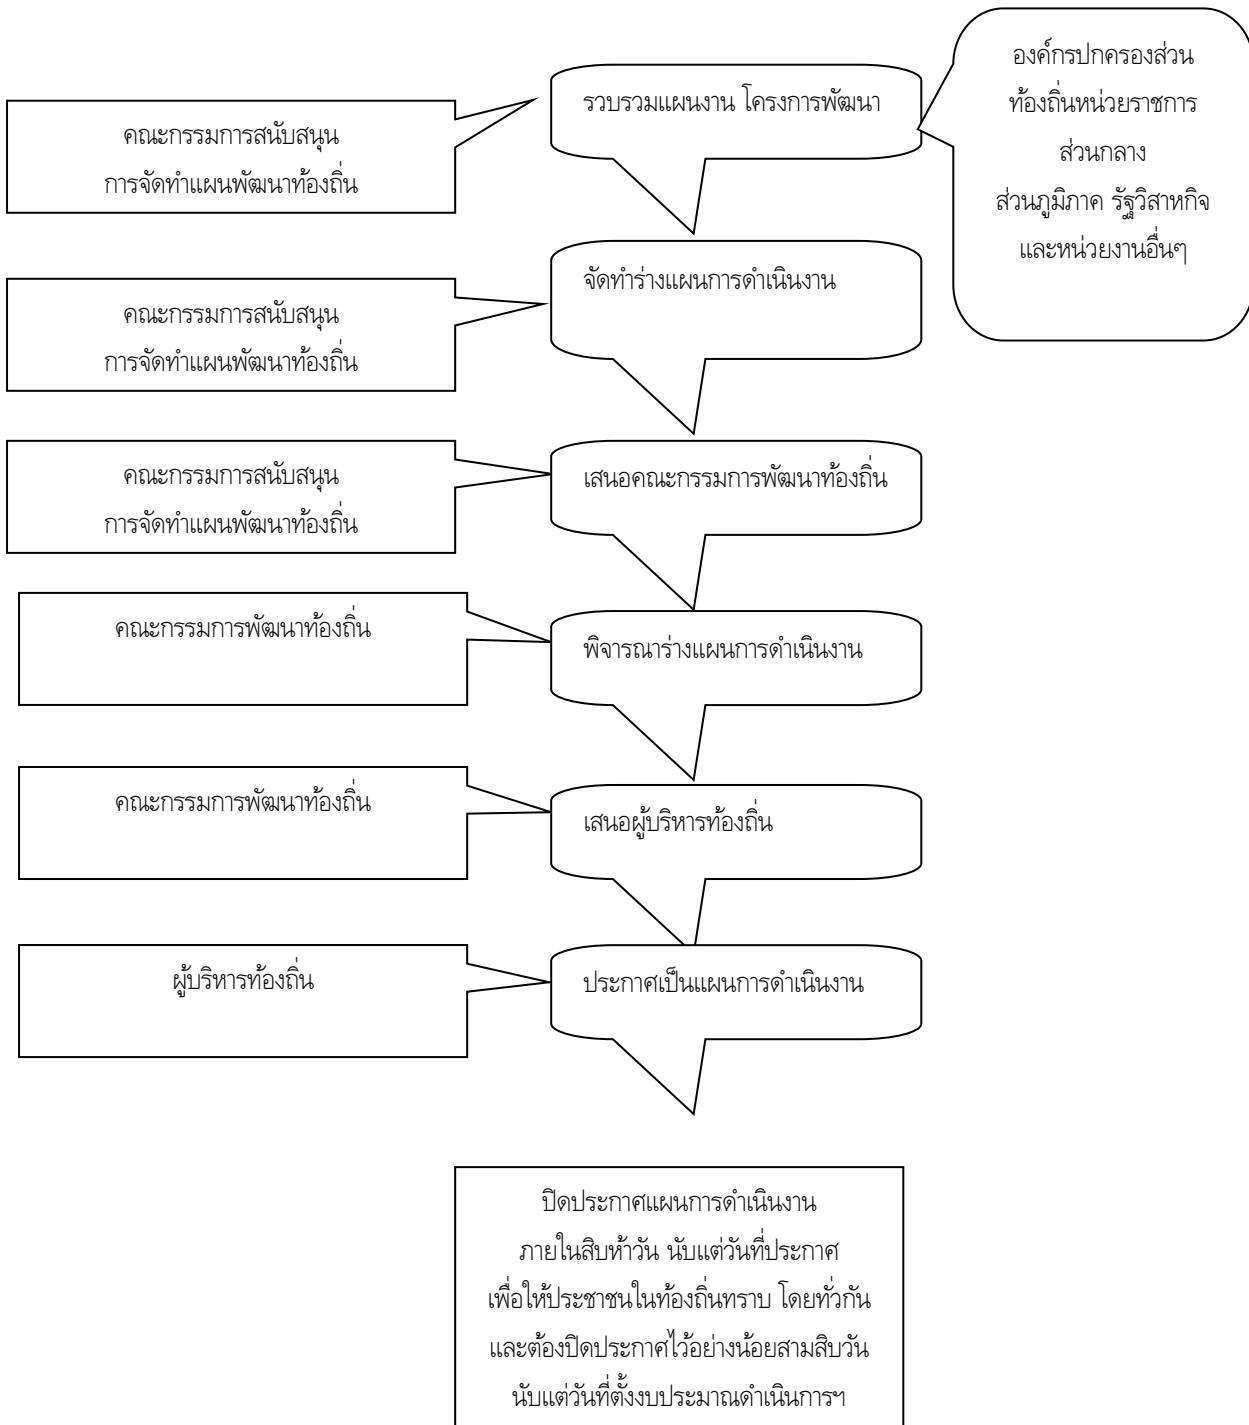 องค์กรปกครองส่วน
ท้องถิ่นหน่วยราชการ
ส่วนกลาง
ส่วนภูมิภาค รัฐวิสาหกิจ
และหน่วยงานอื่นๆ
รวบรวมแผนงาน โครงการพัฒนา
คณะกรรมการสนับสนุน
การจัดทำแผนพัฒนาท้องถิ่น
จัดทำร่างแผนการดำเนินงาน
คณะกรรมการสนับสนุน
การจัดทำแผนพัฒนาท้องถิ่น
เสนอคณะกรรมการพัฒนาท้องถิ่น
คณะกรรมการสนับสนุน
การจัดทำแผนพัฒนาท้องถิ่น
คณะกรรมการพัฒนาท้องถิ่น
พิจารณาร่างแผนการดำเนินงาน
คณะกรรมการพัฒนาท้องถิ่น
เสนอผู้บริหารท้องถิ่น
ผู้บริหารท้องถิ่น
ประกาศเป็นแผนการดำเนินงาน
ปิดประกาศแผนการดำเนินงาน
ภายในสิบห้าวัน นับแต่วันที่ประกาศ
เพื่อให้ประชาชนในท้องถิ่นทราบ โดยทั่วกัน
และต้องปิดประกาศไว้อย่างน้อยสามสิบวัน
นับแต่วันที่ตั้งงบประมาณดำเนินการฯ